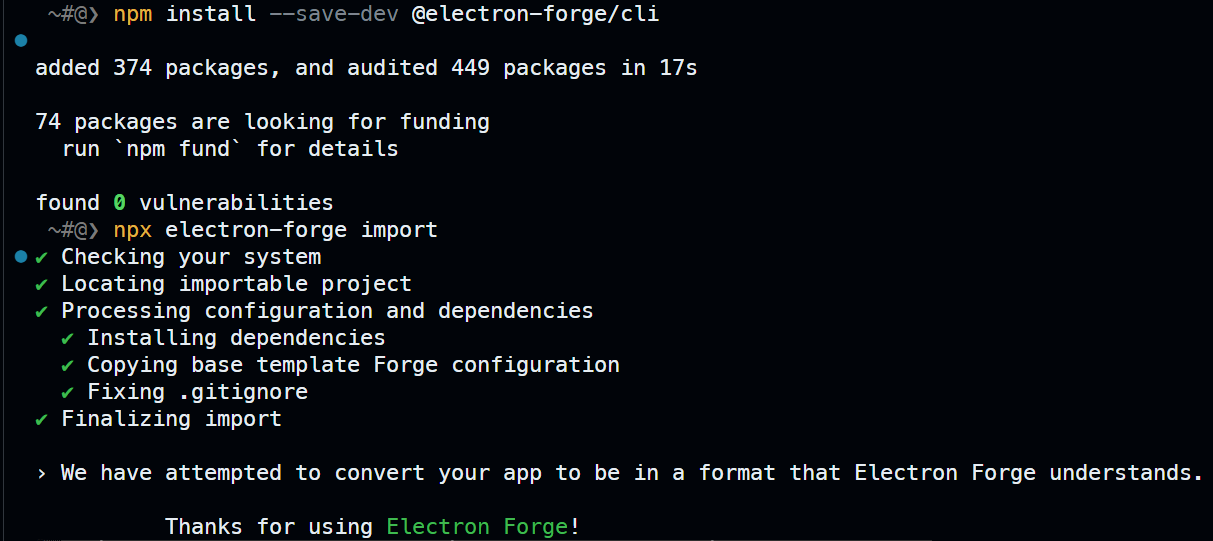 ~#@❯ npm install --save-dev @electron-forge/cli
added 374 packages, and audited 449 packages in 17s
74 packages are looking for funding
run `npm fund` for details
found 0 vulnerabilities
~#@❯ npx electron-forge import
✔ Checking your system
✔ Locating importable project
✔ Processing configuration and dependencies
✔ Installing dependencies
✔ Copying base template Forge configuration
✔ Fixing .gitignore
✔ Finalizing import
› We have attempted to convert your app to be in a format that Electron Forge understands.
Thanks for using Electron Forge!